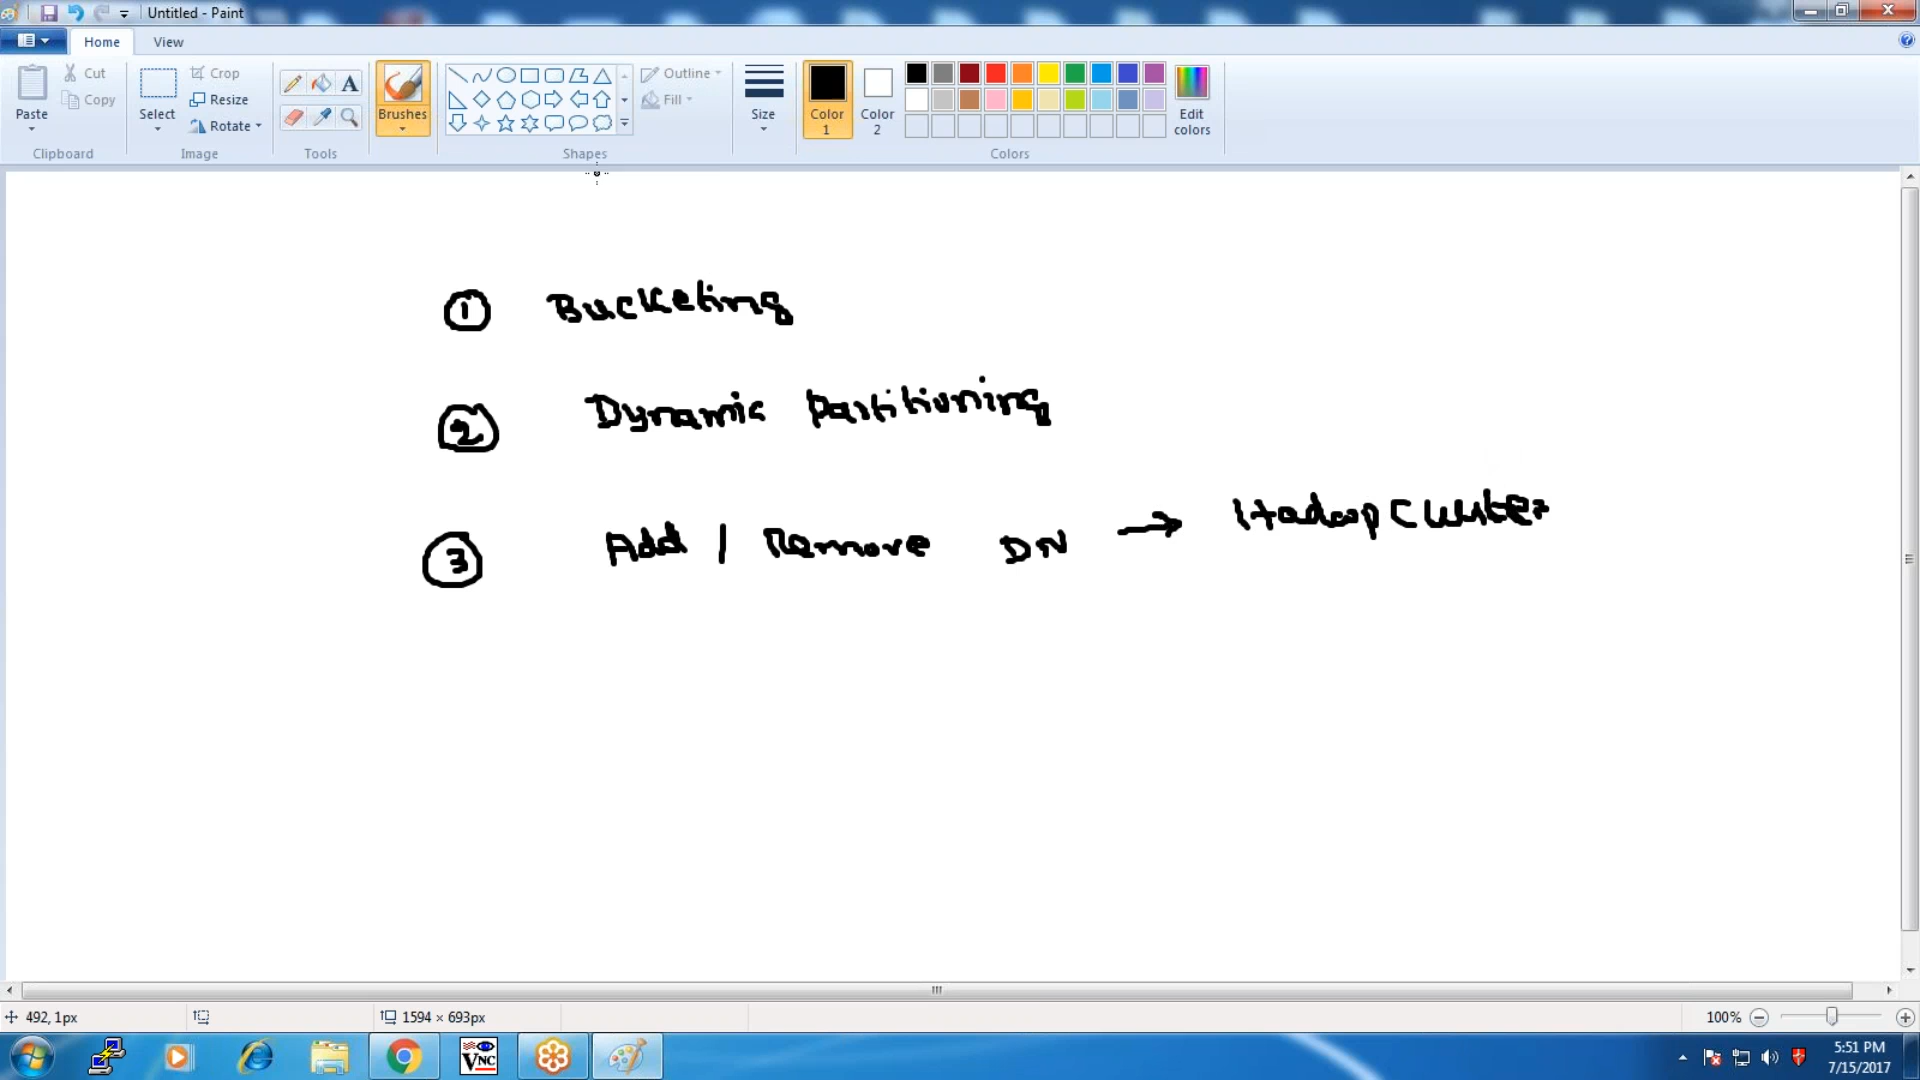 Untitled - Paint
Home View
Paste Cut Copy Select Crop Resize Rotate Brushes Outline Fill Size Color 1 Color 2 Edit colors
Clipboard Image Tools Shapes Colors
1 Bucketing
2 Dynamic Partitioning
3 Add / Remove DN → Hadoop Cluster
492, 1px 1594 × 693px 100%
VNC 5:51 PM
7/15/2017